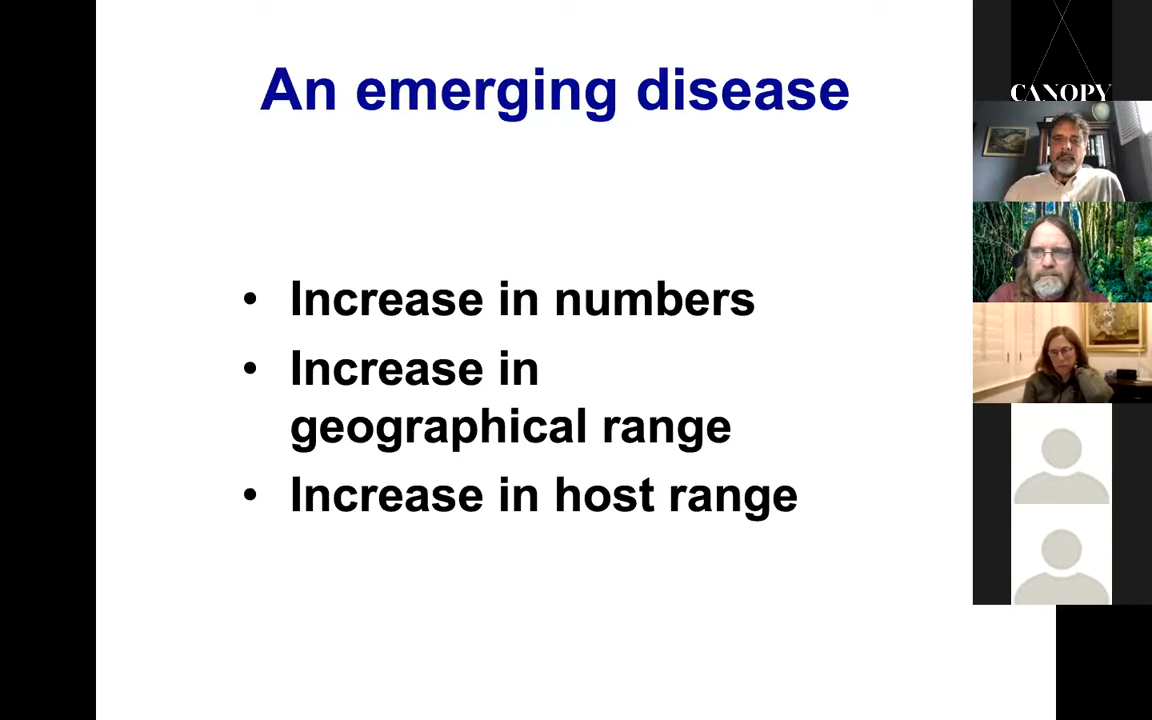 An emerging disease
• Increase in numbers
• Increase in
geographical range
• Increase in host range
CANOPY